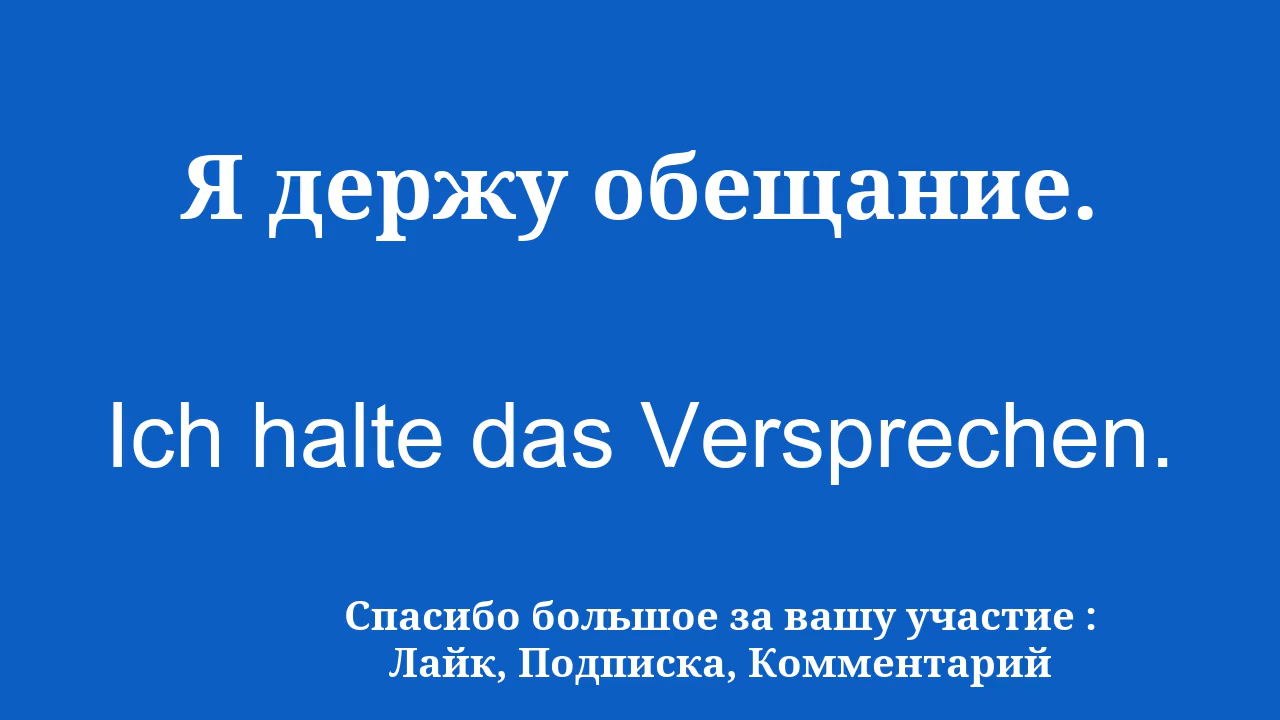 Я держу обещание.
Ich halte das Versprechen.
Спасибо большое за вашу участие :
Лайк, Подписка, Комментарий